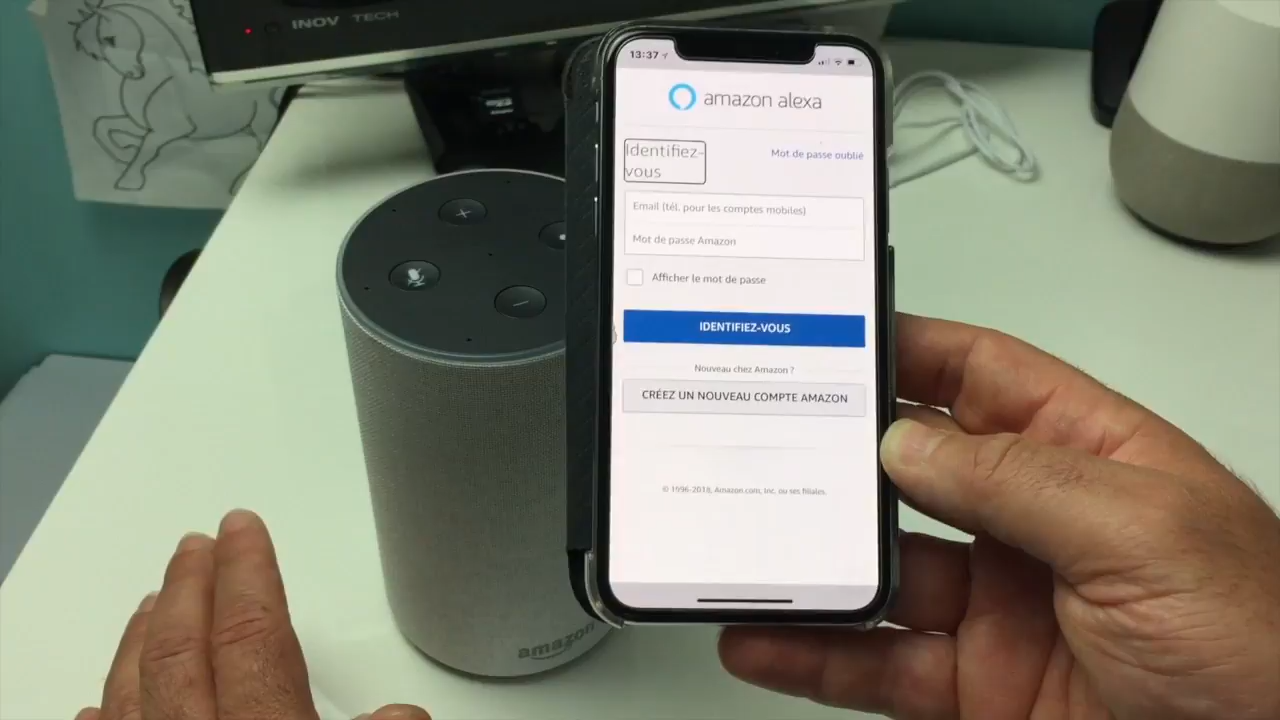 INOV TECH
13:37
amazon alexa
Identifiez-
vous
Mot de passe oublié
Email (tél. pour les comptes mobiles)
Mot de passe Amazon
Afficher le mot de passe
IDENTIFIEZ-VOUS
Nouveau chez Amazon ?
CRÉEZ UN NOUVEAU COMPTE AMAZON
© 1996-2018, Amazon.com, Inc. ou ses filiales.
amazon